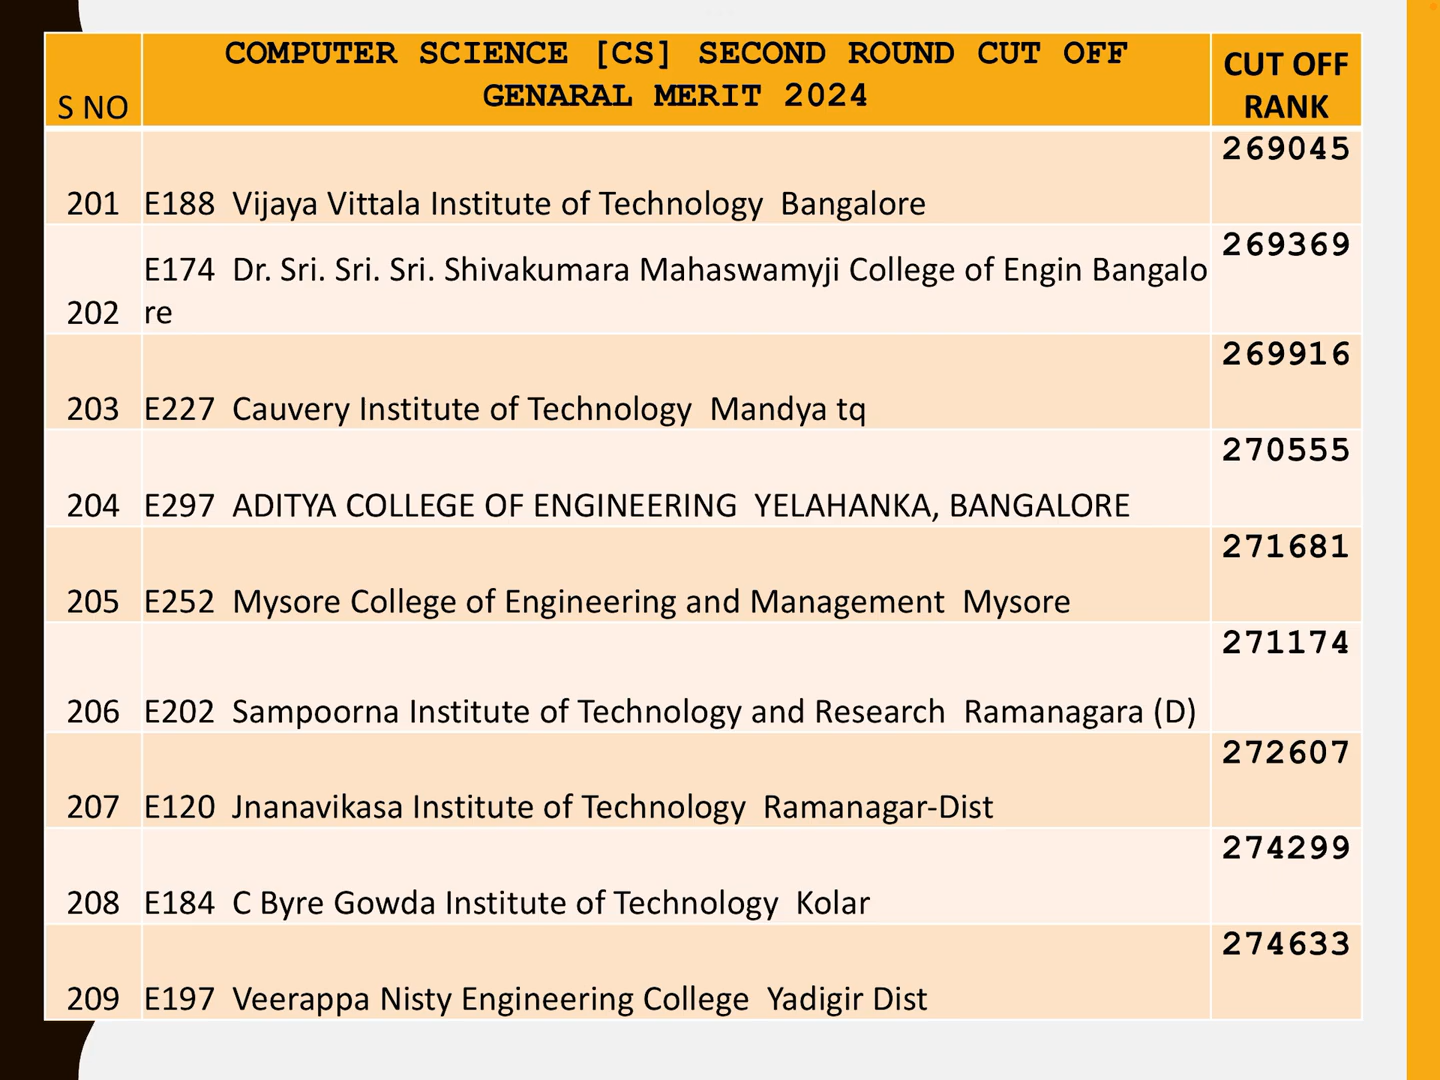 S NO
COMPUTER SCIENCE [CS] SECOND ROUND CUT OFF
GENARAL MERIT 2024
CUT OFF
RANK
201 E188 Vijaya Vittala Institute of Technology Bangalore 269045
202 E174 Dr. Sri. Sri. Sri. Shivakumara Mahaswamyji College of Engin Bangalo
re 269369
203 E227 Cauvery Institute of Technology Mandya tq 269916
204 E297 ADITYA COLLEGE OF ENGINEERING YELAHANKA, BANGALORE 270555
205 E252 Mysore College of Engineering and Management Mysore 271681
206 E202 Sampoorna Institute of Technology and Research Ramanagara (D) 271174
207 E120 Jnanavikasa Institute of Technology Ramanagar-Dist 272607
208 E184 C Byre Gowda Institute of Technology Kolar 274299
209 E197 Veerappa Nisty Engineering College Yadigir Dist 274633